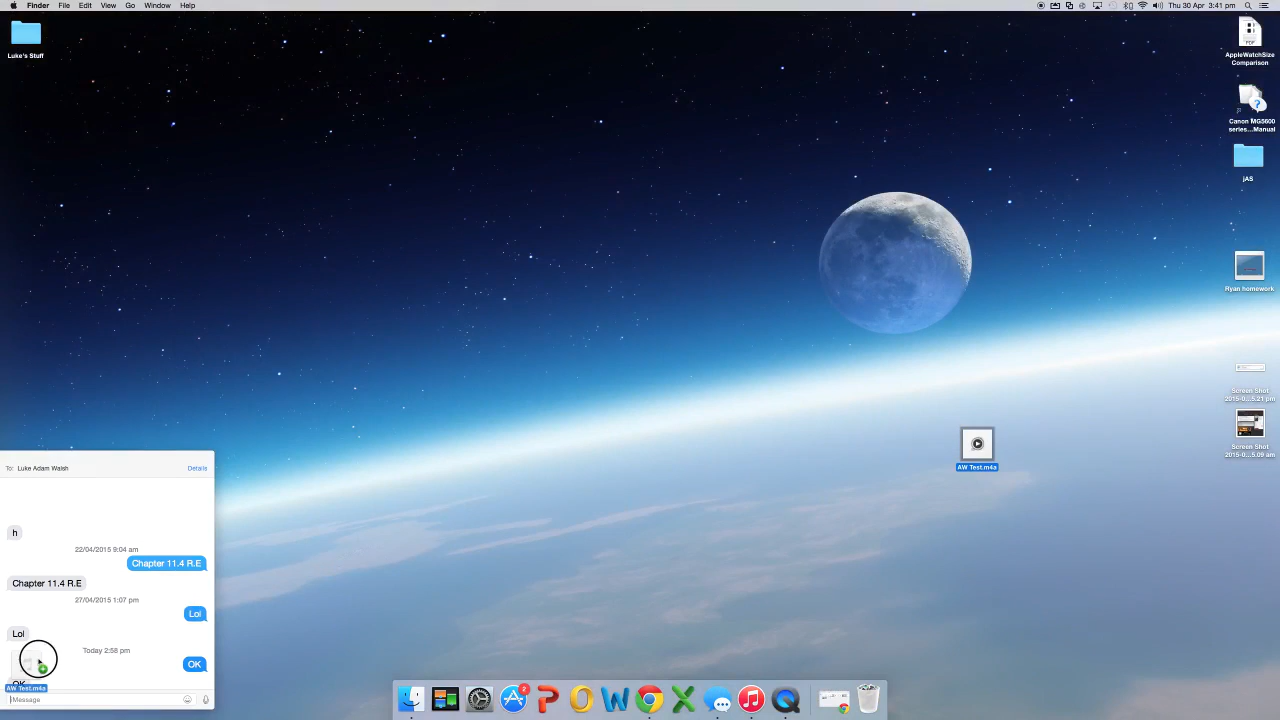 Finder File Edit View Go Window Help
Thu 30 Apr 3:41 pm
Luke's Stuff
PDF
AppleWatchSize
Comparison
?
Canon MG5600
series...Manual
jAS
Ryan homework
Screen Shot
2015-0...5.21 pm
Screen Shot
2015-0...5.09 am
AW Test.m4a
To: Luke Adam Walsh
Details
h
22/04/2015 9:04 am
Chapter 11.4 R.E
Chapter 11.4 R.E
27/04/2015 1:07 pm
Lol
Lol
Today 2:58 pm
OK
OK
AW Test.m4a
Message
2